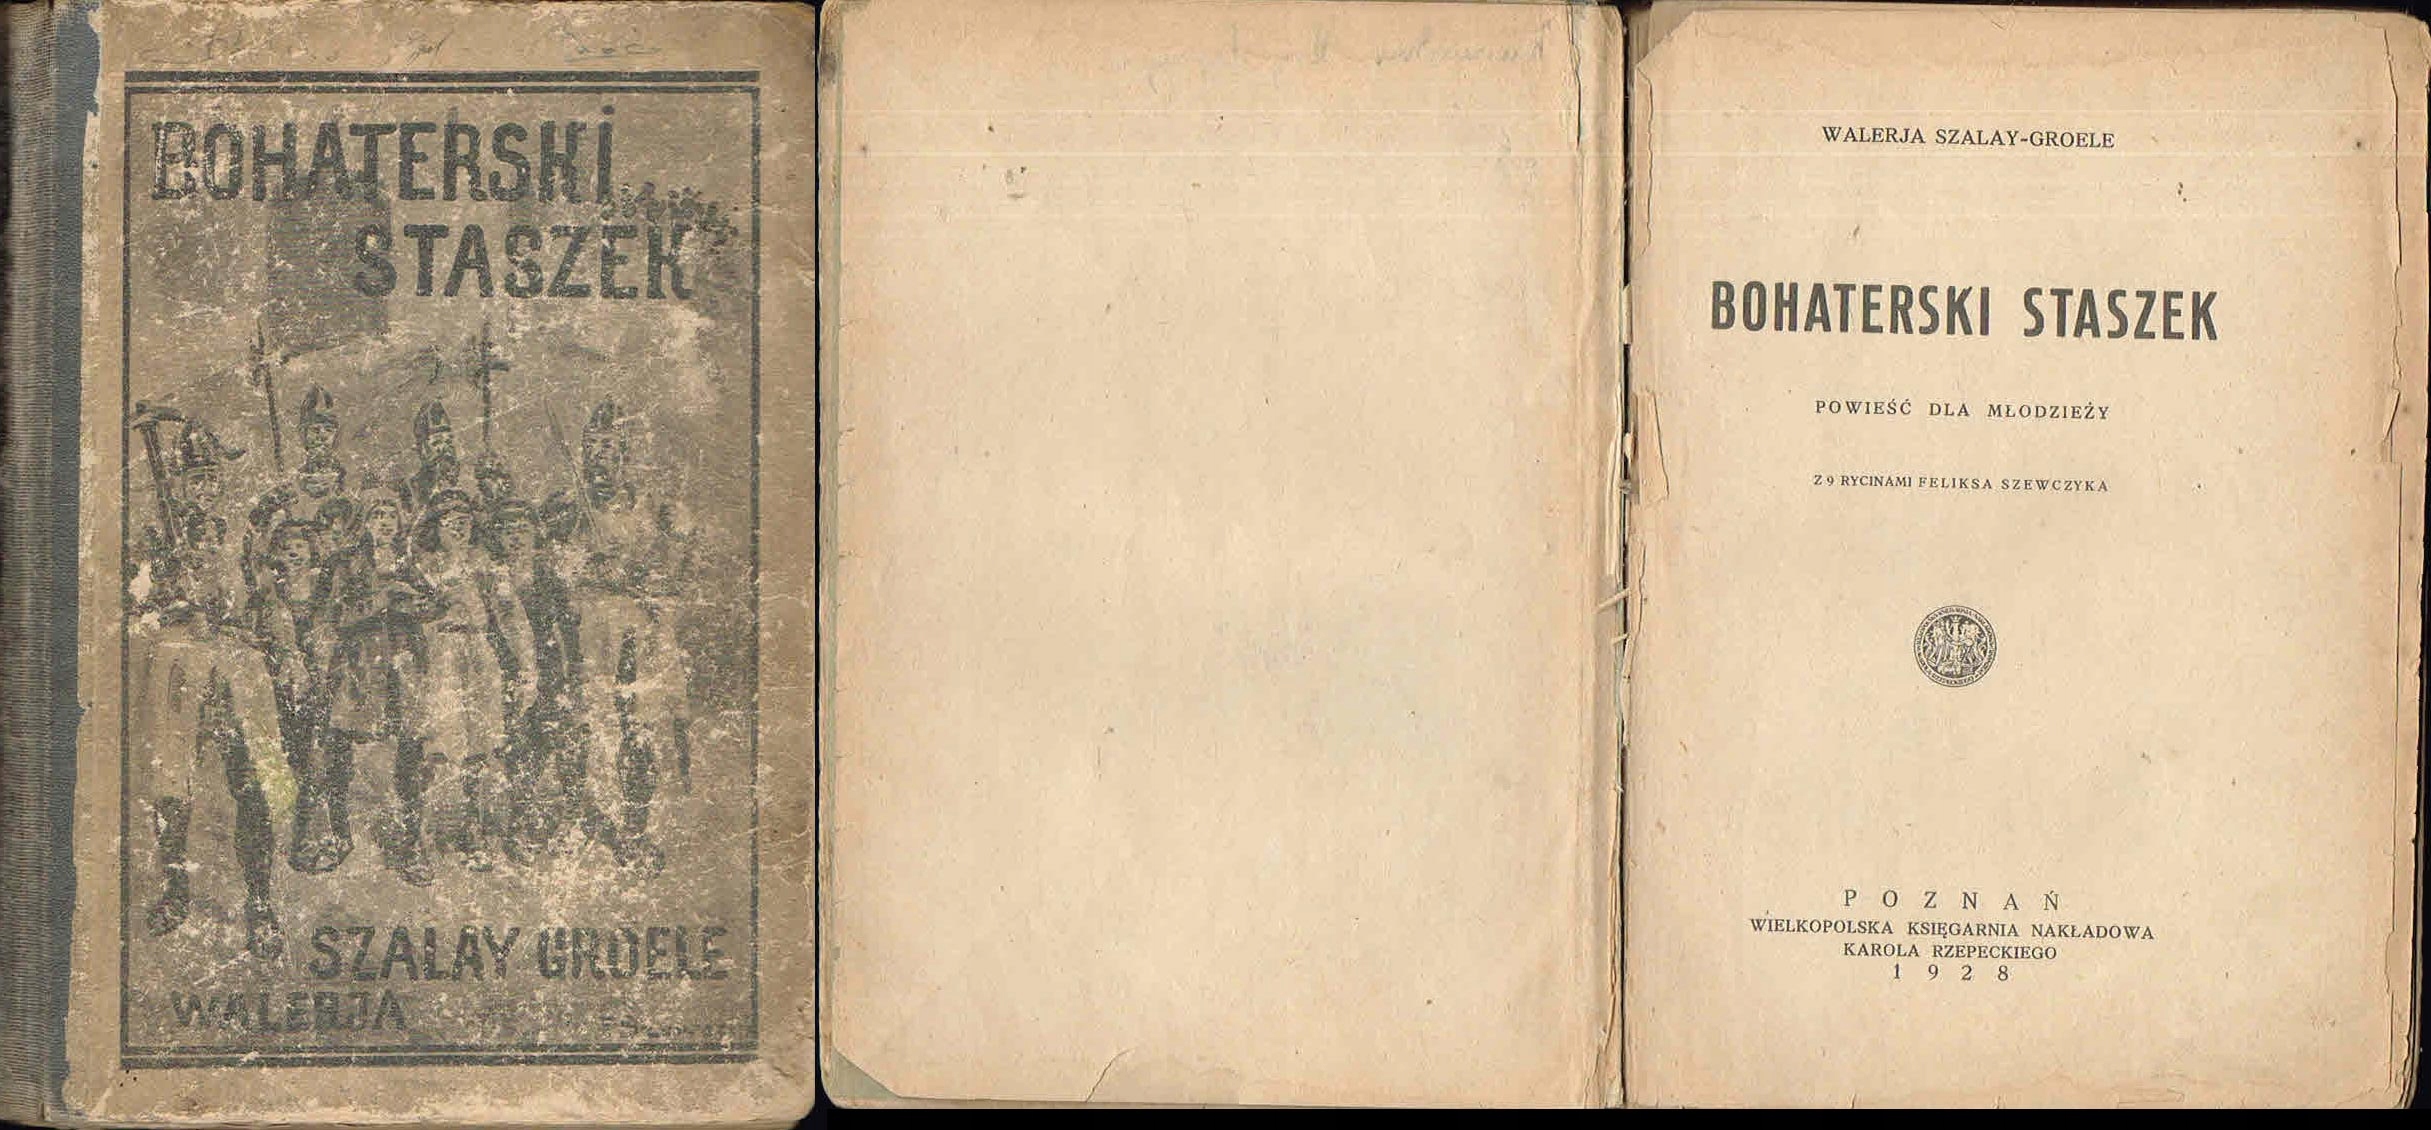 BOHATERSKI
STASZEK
SZALAY GROELE
WALERJA
WALERJA SZALAY-GROELE
BOHATERSKI STASZEK
POWIEŚĆ DLA MŁODZIEŻY
Z 9 RYCINAMI FELIKSA SZEWCZYKA
POZNAŃ
WIELKOPOLSKA KSIĘGARNIA NAKŁADOWA
KAROLA RZEPECKIEGO
1928